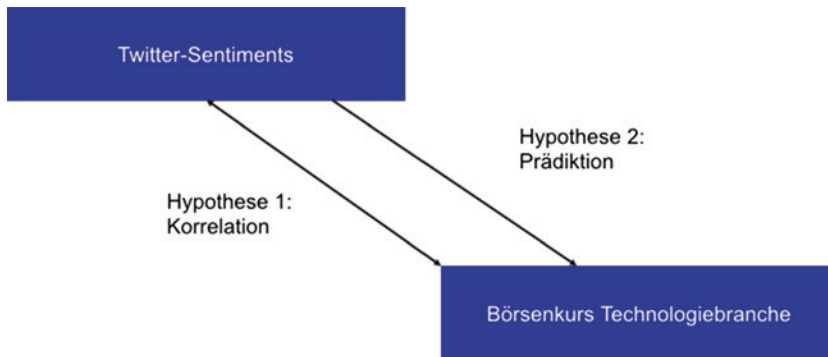 Twitter-Sentiments
Hypothese 2:
Prädiktion
Hypothese 1:
Korrelation
Börsenkurs Technologiebranche